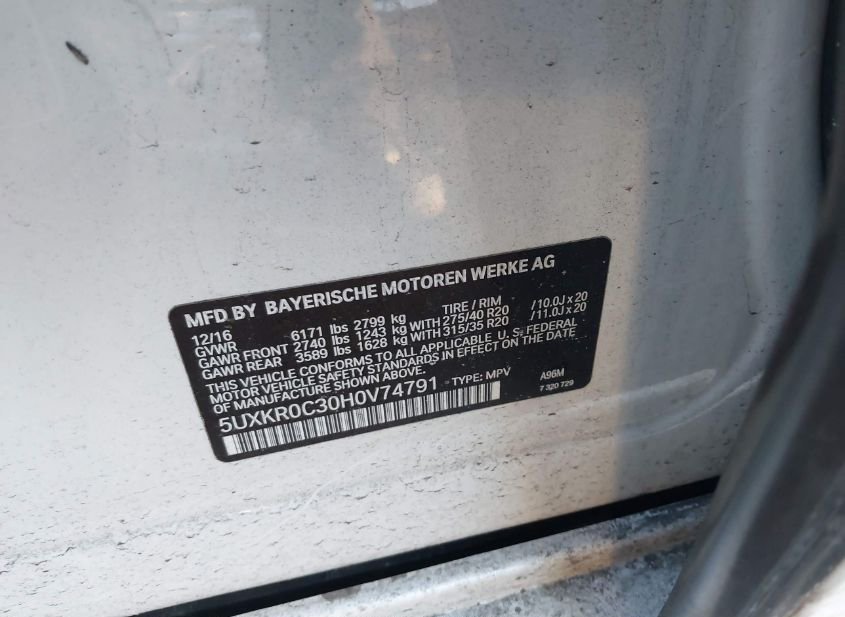 MFD BY BAYERISCHE MOTOREN WERKE AG
12/16 TIRE / RIM
GVWR 6171 lbs 2799 kg
GAWR FRONT 2740 lbs 1243 kg WITH 275/40 R20 /10.0J x 20
GAWR REAR 3589 lbs 1628 kg WITH 315/35 R20 /11.0J x 20
THIS VEHICLE CONFORMS TO ALL APPLICABLE U.S. FEDERAL
MOTOR VEHICLE SAFETY STANDARDS IN EFFECT ON THE DATE
OF MANUFACTURE SHOWN ABOVE.
5UXKR0C30H0V74791 TYPE: MPV A96M
7 320 729